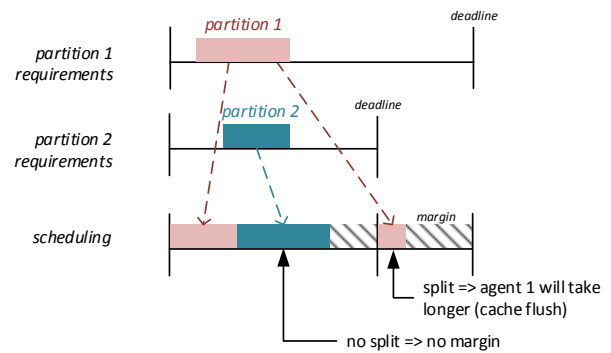 partition 1
deadline
partition 1
requirements
partition 2
deadline
partition 2
requirements
margin
scheduling
split => agent 1 will take
longer (cache flush)
no split => no margin